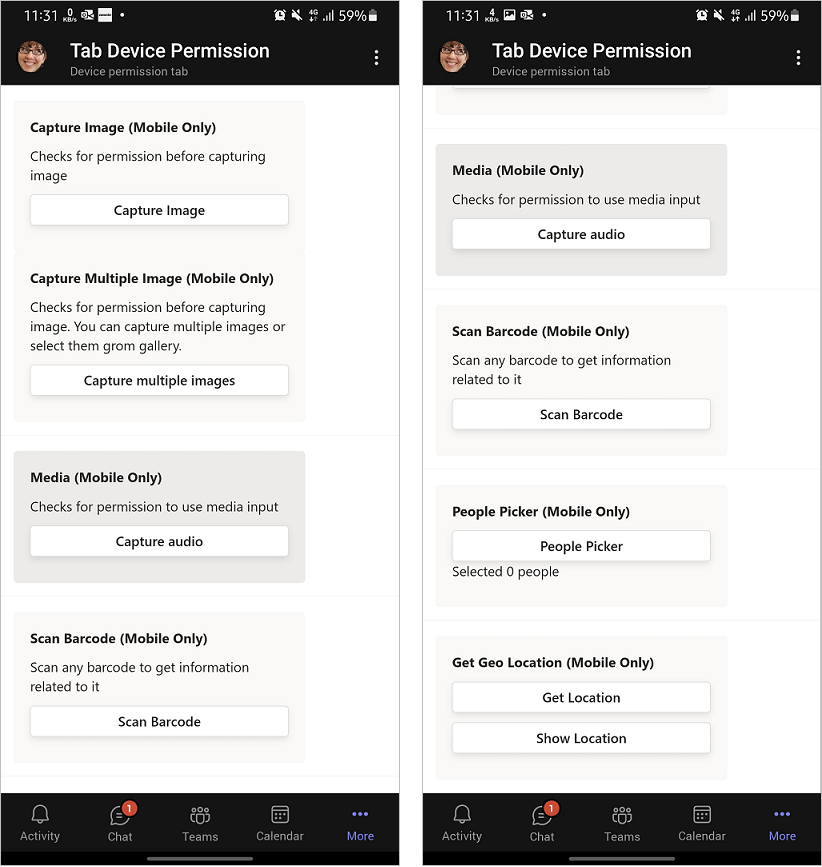 11:31 0 KB/s 4G 59%
Tab Device Permission
Device permission tab
Capture Image (Mobile Only)
Checks for permission before capturing
image
Capture Image
Capture Multiple Image (Mobile Only)
Checks for permission before capturing
image. You can capture multiple images or
select them grom gallery.
Capture multiple images
Media (Mobile Only)
Checks for permission to use media input
Capture audio
Scan Barcode (Mobile Only)
Scan any barcode to get information
related to it
Scan Barcode
Activity
1
Chat
Teams
Calendar
More
11:31 4 KB/s 4G 59%
Tab Device Permission
Device permission tab
Media (Mobile Only)
Checks for permission to use media input
Capture audio
Scan Barcode (Mobile Only)
Scan any barcode to get information
related to it
Scan Barcode
People Picker (Mobile Only)
People Picker
Selected 0 people
Get Geo Location (Mobile Only)
Get Location
Show Location
Activity
1
Chat
Teams
Calendar
More